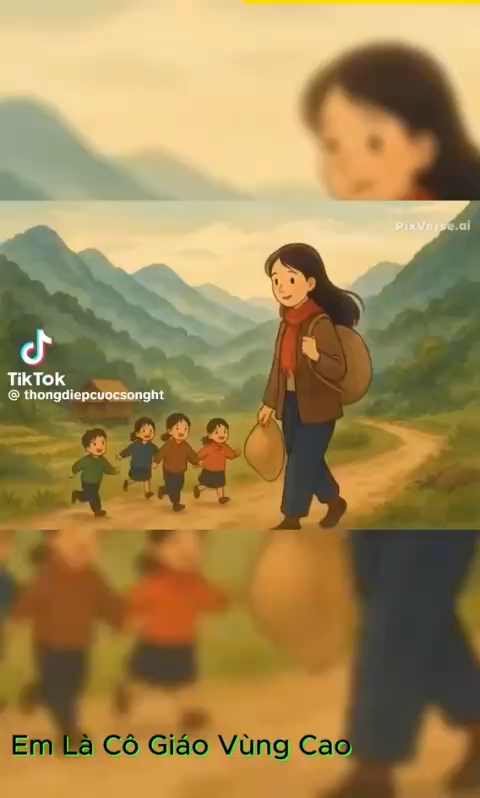 PixVerse.ai
TikTok
@ thongdiepcuocsonght
Em Là Cô Giáo Vùng Cao